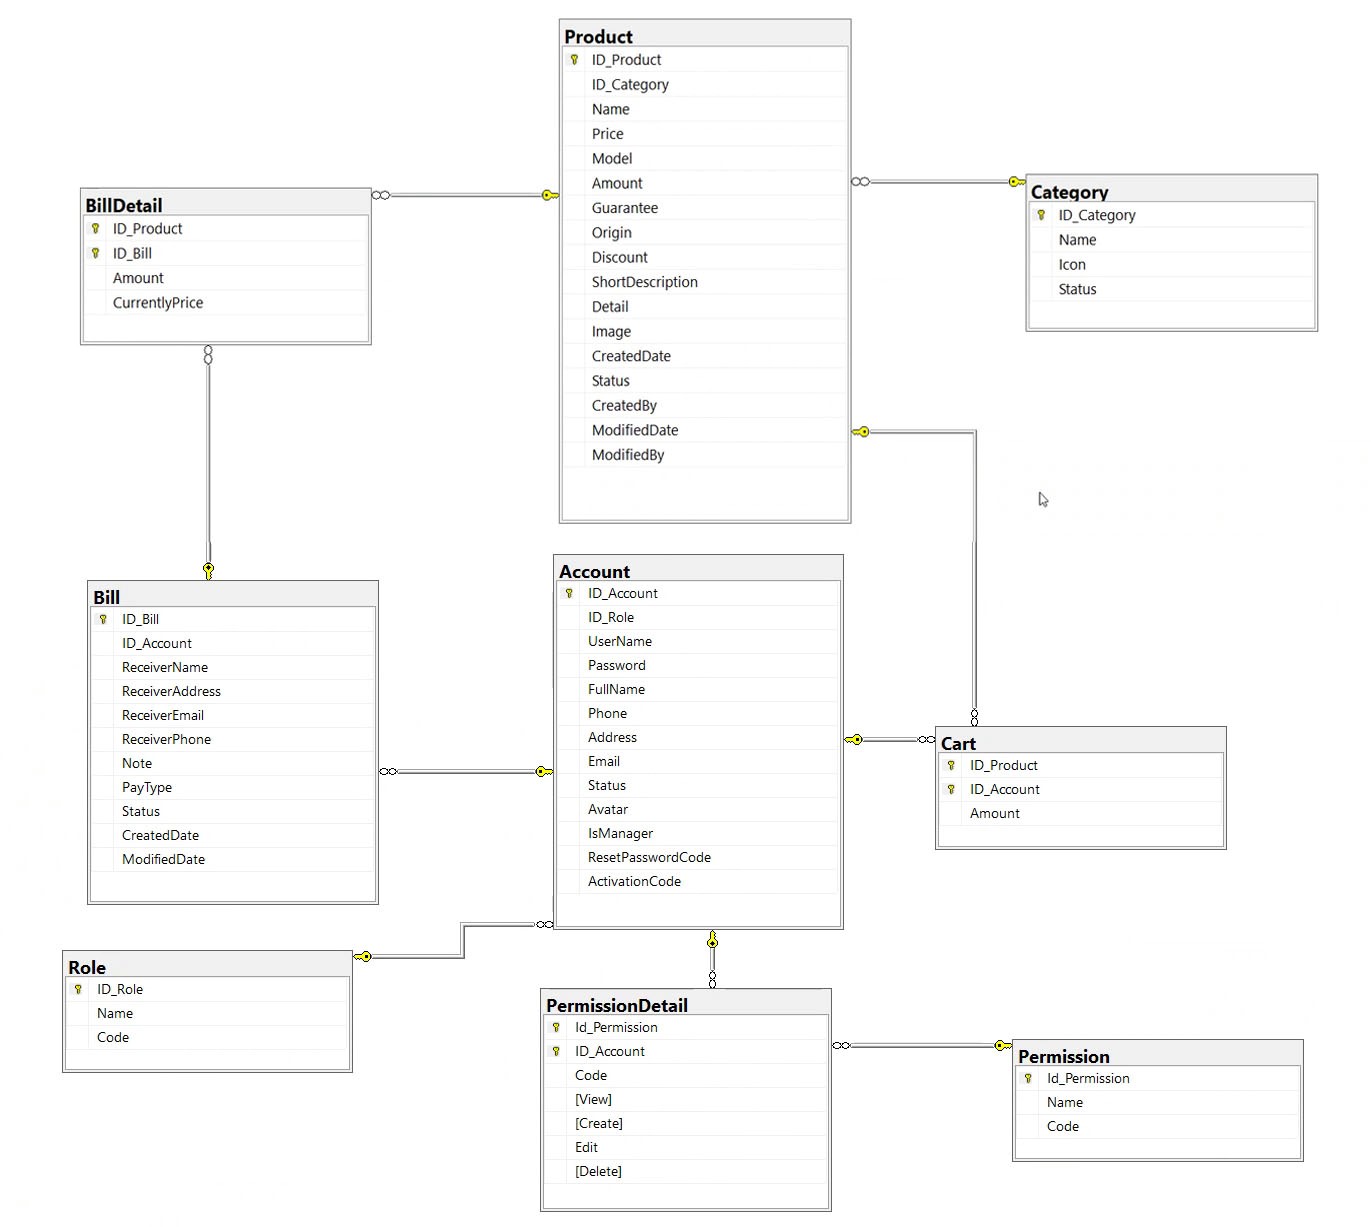 Product
ID_Product
ID_Category
Name
Price
Model
Amount
Guarantee
Origin
Discount
ShortDescription
Detail
Image
CreatedDate
Status
CreatedBy
ModifiedDate
ModifiedBy
BillDetail
ID_Product
ID_Bill
Amount
CurrentlyPrice
Category
ID_Category
Name
Icon
Status
Bill
ID_Bill
ID_Account
ReceiverName
ReceiverAddress
ReceiverEmail
ReceiverPhone
Note
PayType
Status
CreatedDate
ModifiedDate
Account
ID_Account
ID_Role
UserName
Password
FullName
Phone
Address
Email
Status
Avatar
IsManager
ResetPasswordCode
ActivationCode
Cart
ID_Product
ID_Account
Amount
Role
ID_Role
Name
Code
PermissionDetail
Id_Permission
ID_Account
Code
[View]
[Create]
Edit
[Delete]
Permission
Id_Permission
Name
Code